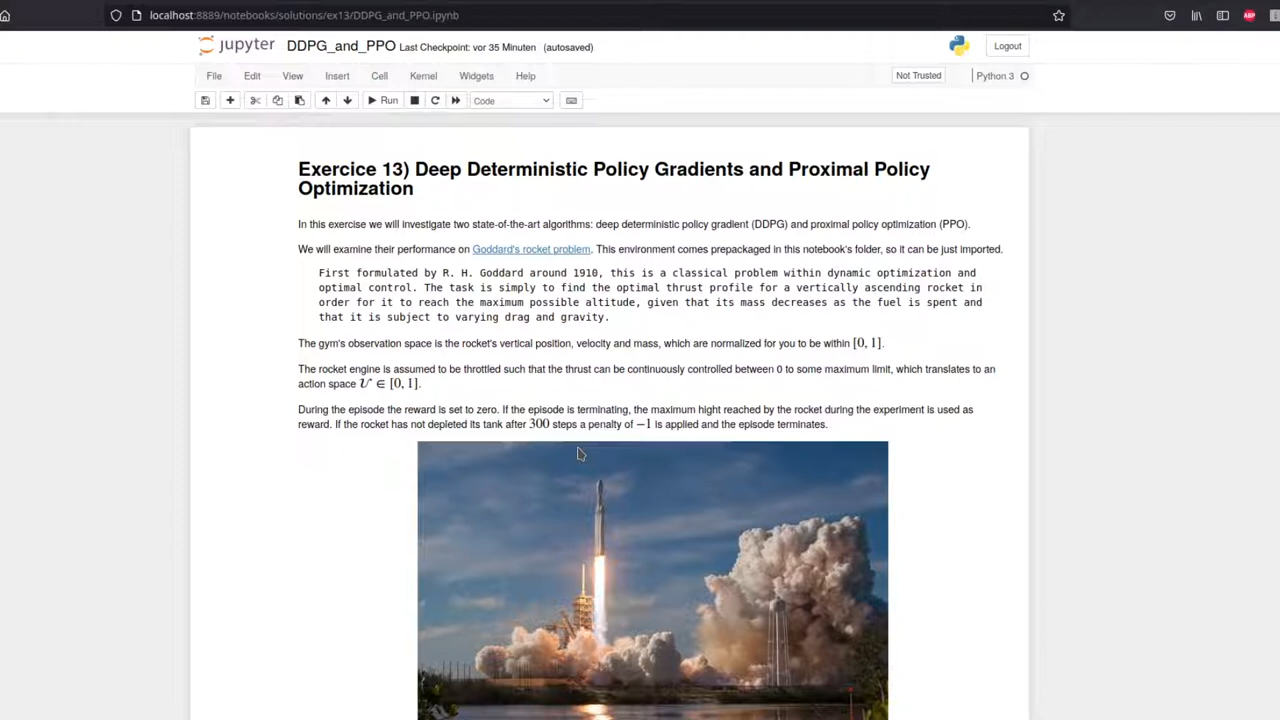 localhost:8889/notebooks/solutions/ex13/DDPG_and_PPO.ipynb
ABP
jupyter DDPG_and_PPO Last Checkpoint: vor 35 Minuten (autosaved) Logout
File Edit View Insert Cell Kernel Widgets Help Not Trusted Python 3
Run Code
Exercice 13) Deep Deterministic Policy Gradients and Proximal Policy
Optimization
In this exercise we will investigate two state-of-the-art algorithms: deep deterministic policy gradient (DDPG) and proximal policy optimization (PPO).
We will examine their performance on Goddard's rocket problem. This environment comes prepackaged in this notebook's folder, so it can be just imported.
First formulated by R. H. Goddard around 1910, this is a classical problem within dynamic optimization and
optimal control. The task is simply to find the optimal thrust profile for a vertically ascending rocket in
order for it to reach the maximum possible altitude, given that its mass decreases as the fuel is spent and
that it is subject to varying drag and gravity.
The gym's observation space is the rocket's vertical position, velocity and mass, which are normalized for you to be within [0, 1].
The rocket engine is assumed to be throttled such that the thrust can be continuously controlled between 0 to some maximum limit, which translates to an
action space 𝒰 ∈ [0, 1].
During the episode the reward is set to zero. If the episode is terminating, the maximum hight reached by the rocket during the experiment is used as
reward. If the rocket has not depleted its tank after 300 steps a penalty of −1 is applied and the episode terminates.